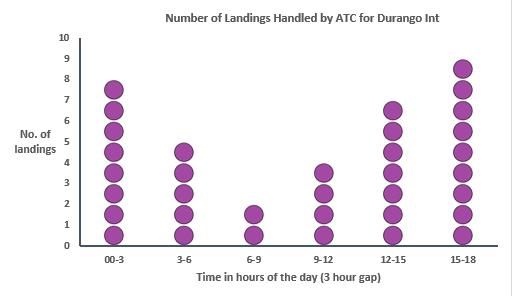 Number of Landings Handled by ATC for Durango Int
10
9
8
7
6
5
4
3
2
1
0
No. of
landings
00-3 3-6 6-9 9-12 12-15 15-18
Time in hours of the day (3 hour gap)